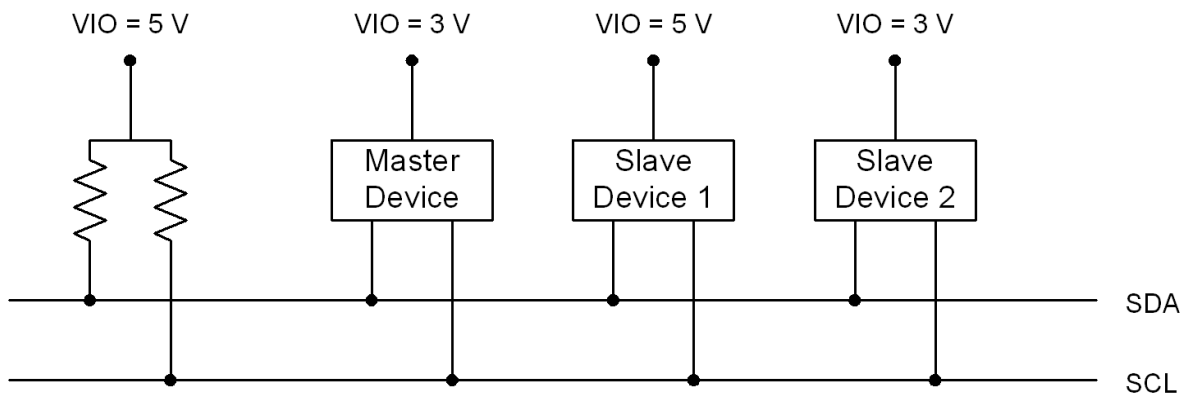 VIO = 5 V
VIO = 3 V
VIO = 5 V
VIO = 3 V
Master
Device
Slave
Device 1
Slave
Device 2
SDA
SCL